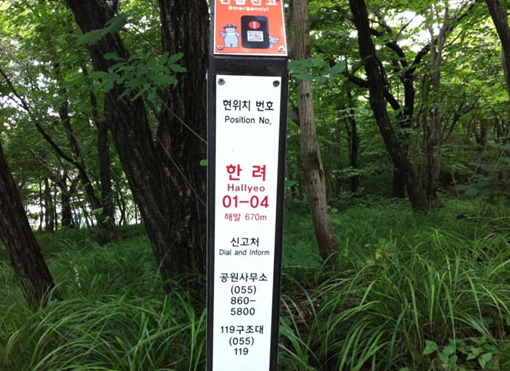 Emergency!
현위치 번호
Position No.
한 려
Hallyeo
01-04
해발 670m
신고처
Dial and Inform
공원사무소
(055)
860-
5800
119구조대
(055)
119